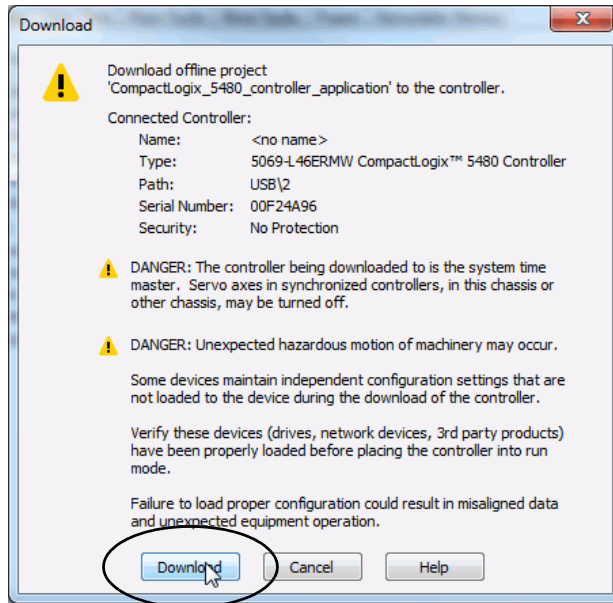 Download
Download offline project
'CompactLogix_5480_controller_application' to the controller.
Connected Controller:
Name: <no name>
Type: 5069-L46ERMW CompactLogix™ 5480 Controller
Path: USB\2
Serial Number: 00F24A96
Security: No Protection
DANGER: The controller being downloaded to is the system time
master. Servo axes in synchronized controllers, in this chassis or
other chassis, may be turned off.
DANGER: Unexpected hazardous motion of machinery may occur.
Some devices maintain independent configuration settings that are
not loaded to the device during the download of the controller.
Verify these devices (drives, network devices, 3rd party products)
have been properly loaded before placing the controller into run
mode.
Failure to load proper configuration could result in misaligned data
and unexpected equipment operation.
Download Cancel Help